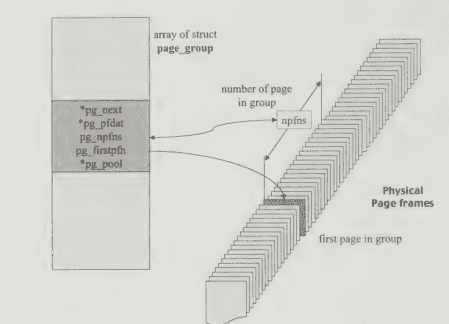 array of struct
page_group
*pg_next
*pg_pfdat
pg_npfns
pg_firstpfn
*pg_pool
number of page
in group
npfns
Physical
Page frames
first page in group